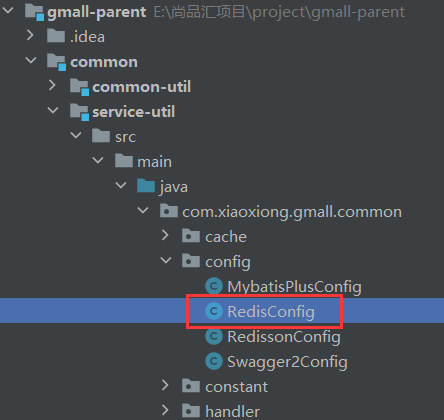 gmall-parent E:\尚品汇项目\project\gmall-parent
.idea
common
common-util
service-util
src
main
java
com.xiaoxiong.gmall.common
cache
config
MybatisPlusConfig
RedisConfig
RedissonConfig
Swagger2Config
constant
handler